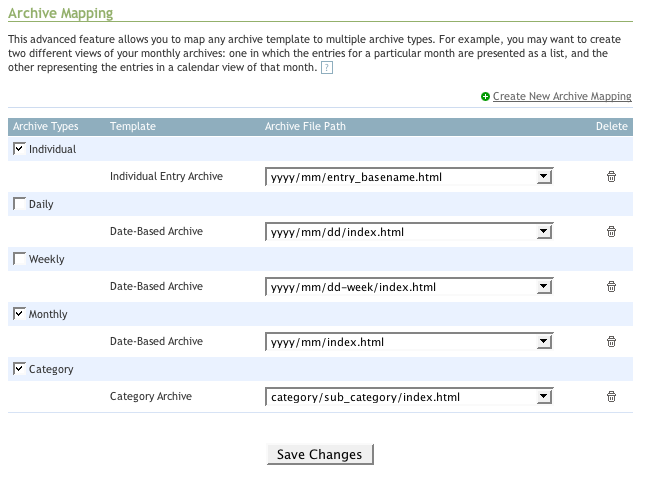 Archive Mapping
This advanced feature allows you to map any archive template to multiple archive types. For example, you may want to create
two different views of your monthly archives: one in which the entries for a particular month are presented as a list, and the
other representing the entries in a calendar view of that month. ?
Create New Archive Mapping
Archive Types Template Archive File Path Delete
Individual
Individual Entry Archive yyyy/mm/entry_basename.html
Daily
Date-Based Archive yyyy/mm/dd/index.html
Weekly
Date-Based Archive yyyy/mm/dd-week/index.html
Monthly
Date-Based Archive yyyy/mm/index.html
Category
Category Archive category/sub_category/index.html
Save Changes